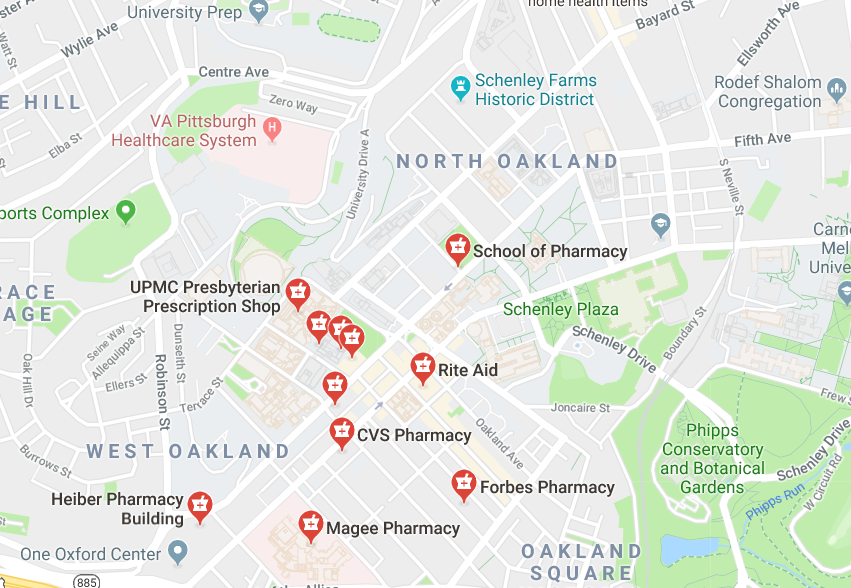 home health items
University Prep
Bayard St
Ellsworth Ave
Wylie Ave
Watt St
Centre Ave
Schenley Farms
Historic District
Rodef Shalom
Congregation
E HILL
Zero Way
VA Pittsburgh
Healthcare System
Elba St
University Drive A
Fifth Ave
NORTH OAKLAND
S Neville St
ports Complex
Carne
Mel
Unive
School of Pharmacy
UPMC Presbyterian
Prescription Shop
RACE
AGE
Schenley Plaza
Seine Way
Allequippa St
Ellers St
Dunseith St
Robinson St
Terrace St
Oak Hill Dr
Boundary St
Schenley Drive
Rite Aid
Frew S
Joncaire St
CVS Pharmacy
Oakland Ave
WEST OAKLAND
Burrows St
Phipps
Conservatory
and Botanical
Gardens
Schenley Drive
W Circuit Rd
Phipps Run
Forbes Pharmacy
Heiber Pharmacy
Building
Magee Pharmacy
One Oxford Center
OAKLAND
SQUARE
885